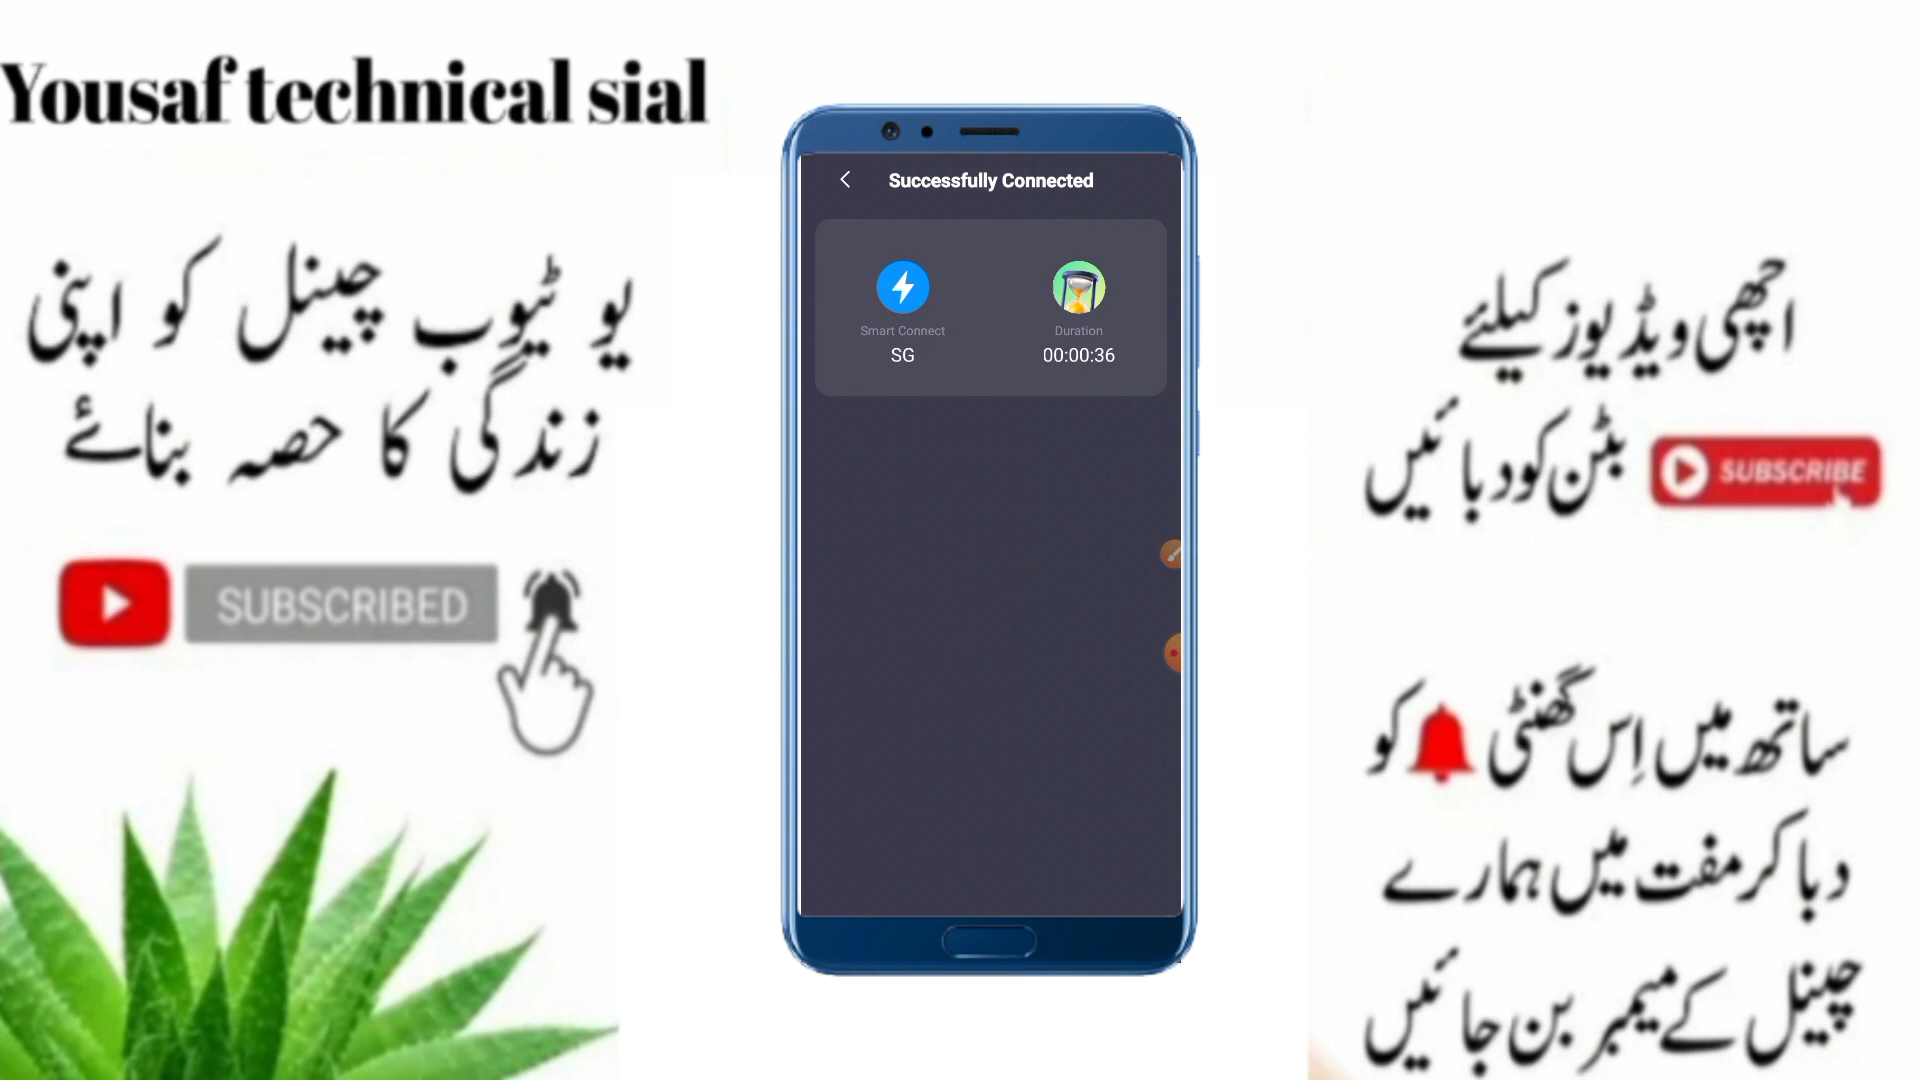 Yousaf technical sial
یو ٹیوب چینل کو اپنی
زندگی کا حصہ بنائے
SUBSCRIBED
Successfully Connected
Smart Connect
SG
Duration
00:00:36
اچھی ویڈیوز کیلئے
بٹن کو دبائیں
SUBSCRIBE
ساتھ میں اِس گھنٹی کو
دبا کر مفت میں ہمارے
چینل کے میمبر بن جائیں